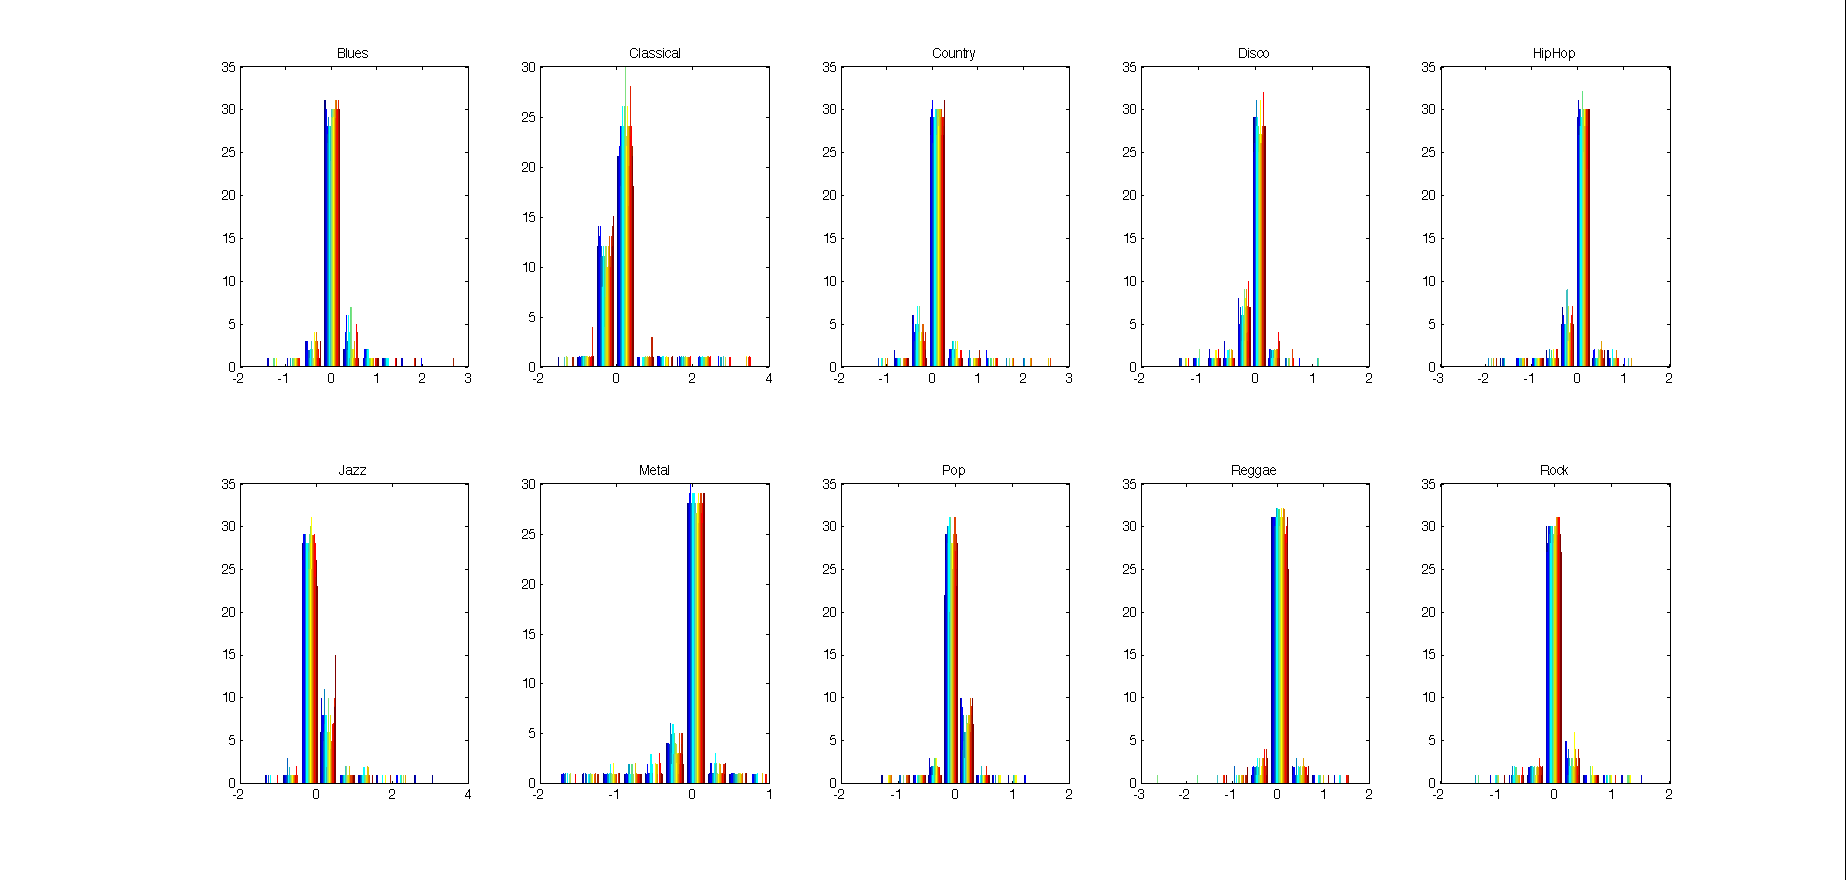 Blues Classical Country Disco HipHop
35 30 35 35 35
30 25 30 30 30
25 20 25 25 25
20 15 20 20 20
15 10 15 15 15
10 5 10 10 10
5 0 5 5 5
0 0 0 0
-2 -1 0 1 2 3 -2 0 2 4 -2 -1 0 1 2 3 -2 -1 0 1 2 -3 -2 -1 0 1 2
Jazz Metal Pop Reggae Rock
35 30 35 35 35
30 25 30 30 30
25 20 25 25 25
20 15 20 20 20
15 10 15 15 15
10 5 10 10 10
5 0 5 5 5
0 0 0 0
-2 0 2 4 -2 -1 0 1 -2 -1 0 1 2 -3 -2 -1 0 1 2 -2 -1 0 1 2